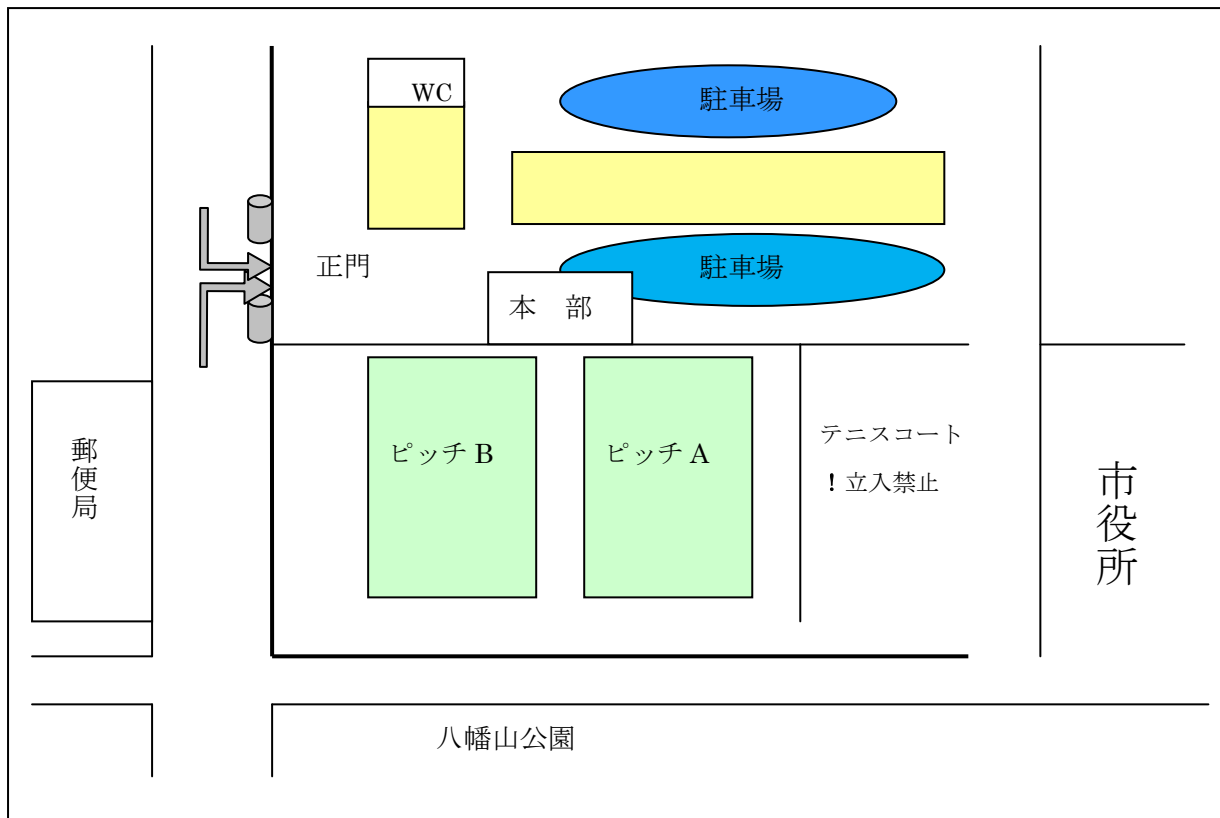 WC
駐車場
正門
駐車場
本　部
郵便局
ピッチ B
ピッチ A
テニスコート
！立入禁止
市役所
八幡山公園